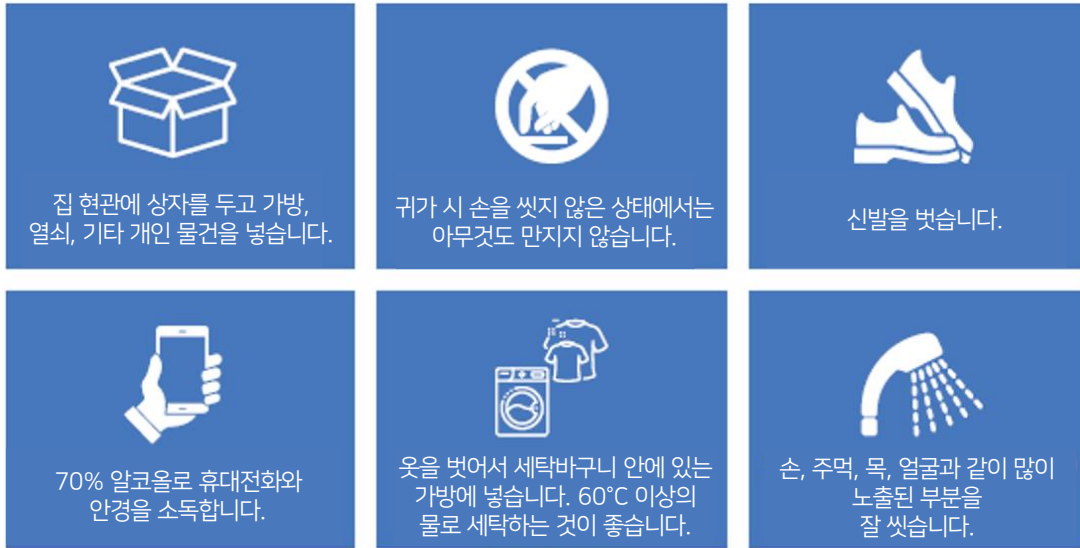 집 현관에 상자를 두고 가방,
열쇠, 기타 개인 물건을 넣습니다.
귀가 시 손을 씻지 않은 상태에서는
아무것도 만지지 않습니다.
신발을 벗습니다.
70% 알코올로 휴대전화와
안경을 소독합니다.
옷을 벗어서 세탁바구니 안에 있는
가방에 넣습니다. 60°C 이상의
물로 세탁하는 것이 좋습니다.
손, 주먹, 목, 얼굴과 같이 많이
노출된 부분을
잘 씻습니다.